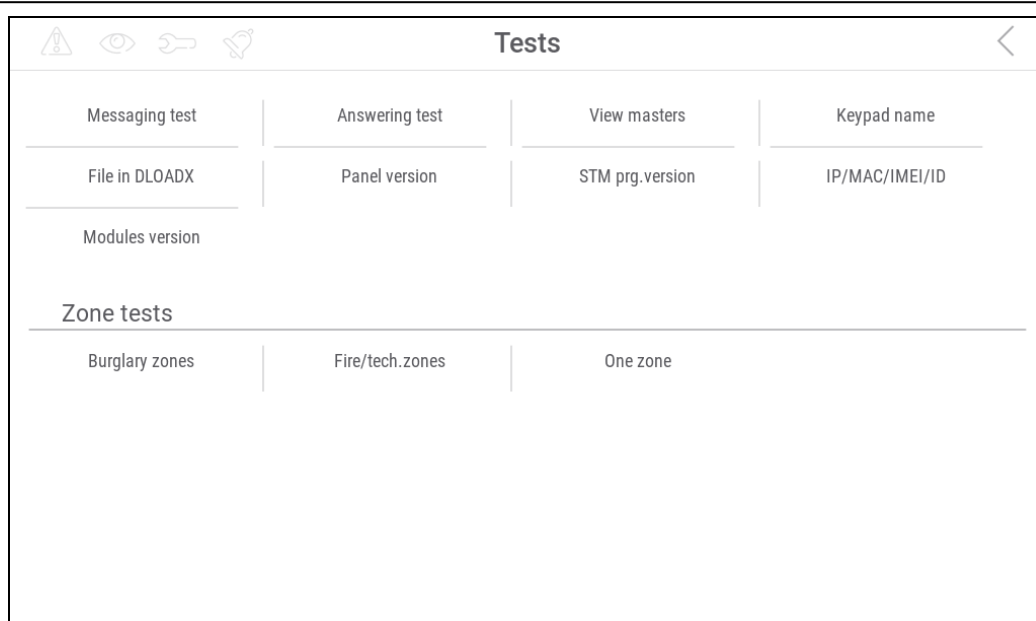 Tests
Messaging test Answering test View masters Keypad name
File in DLOADX Panel version STM prg.version IP/MAC/IMEI/ID
Modules version
Zone tests
Burglary zones Fire/tech.zones One zone